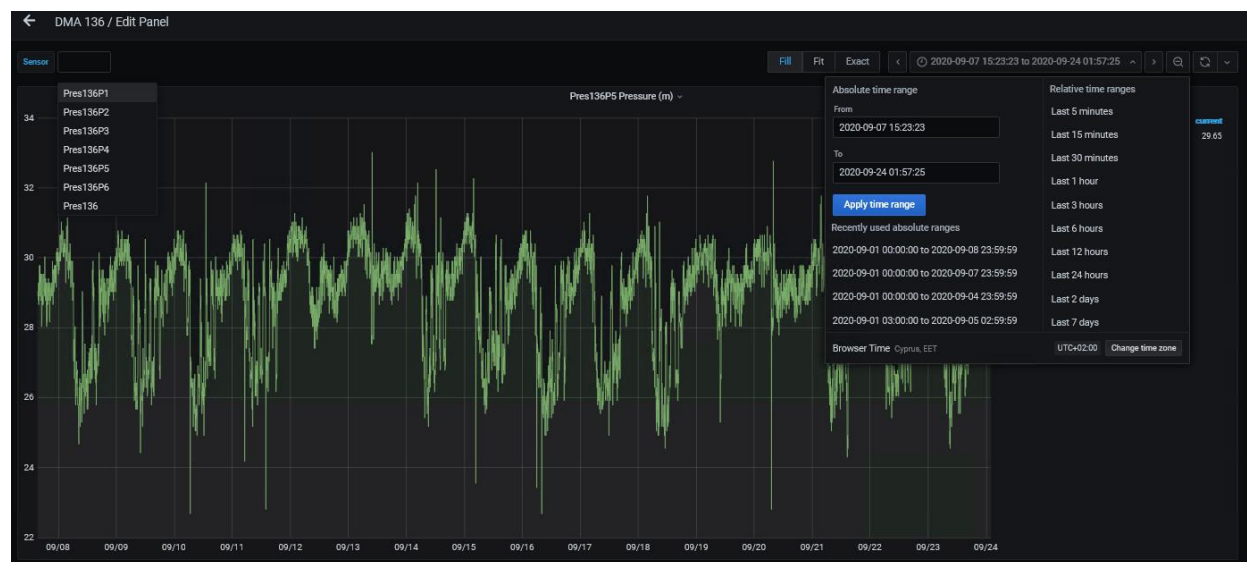 DMA 136 / Edit Panel
Sensor
Fill Fit Exact 2020-09-07 15:23:23 to 2020-09-24 01:57:25
Pres136P1
Pres136P2
Pres136P3
Pres136P4
Pres136P5
Pres136P6
Pres136
Pres136P5 Pressure (m)
Absolute time range
From
2020-09-07 15:23:23
To
2020-09-24 01:57:25
Apply time range
Recently used absolute ranges
2020-09-01 00:00:00 to 2020-09-08 23:59:59
2020-09-01 00:00:00 to 2020-09-07 23:59:59
2020-09-01 00:00:00 to 2020-09-04 23:59:59
2020-09-01 03:00:00 to 2020-09-05 02:59:59
Relative time ranges
Last 5 minutes
Last 15 minutes
Last 30 minutes
Last 1 hour
Last 3 hours
Last 6 hours
Last 12 hours
Last 24 hours
Last 2 days
Last 7 days
Browser Time Cyprus, EET UTC+02:00 Change time zone
current
29.65
34
32
30
28
26
24
22
09/08 09/09 09/10 09/11 09/12 09/13 09/14 09/15 09/16 09/17 09/18 09/19 09/20 09/21 09/22 09/23 09/24